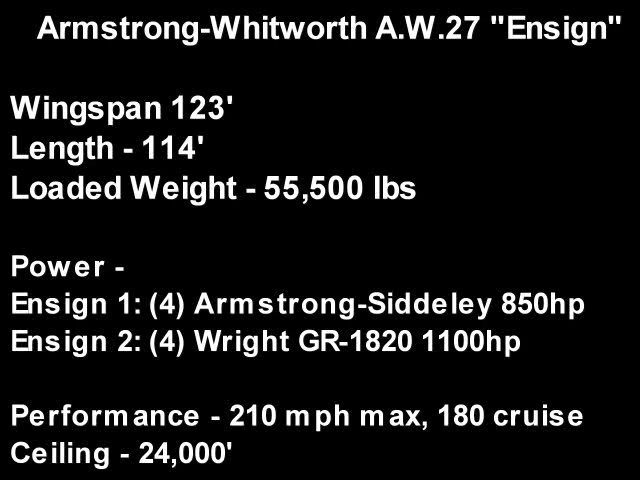 Armstrong-Whitworth A.W.27 "Ensign"
Wingspan 123'
Length - 114'
Loaded Weight - 55,500 lbs
Power -
Ensign 1: (4) Armstrong-Siddeley 850hp
Ensign 2: (4) Wright GR-1820 1100hp
Performance - 210 mph max, 180 cruise
Ceiling - 24,000'